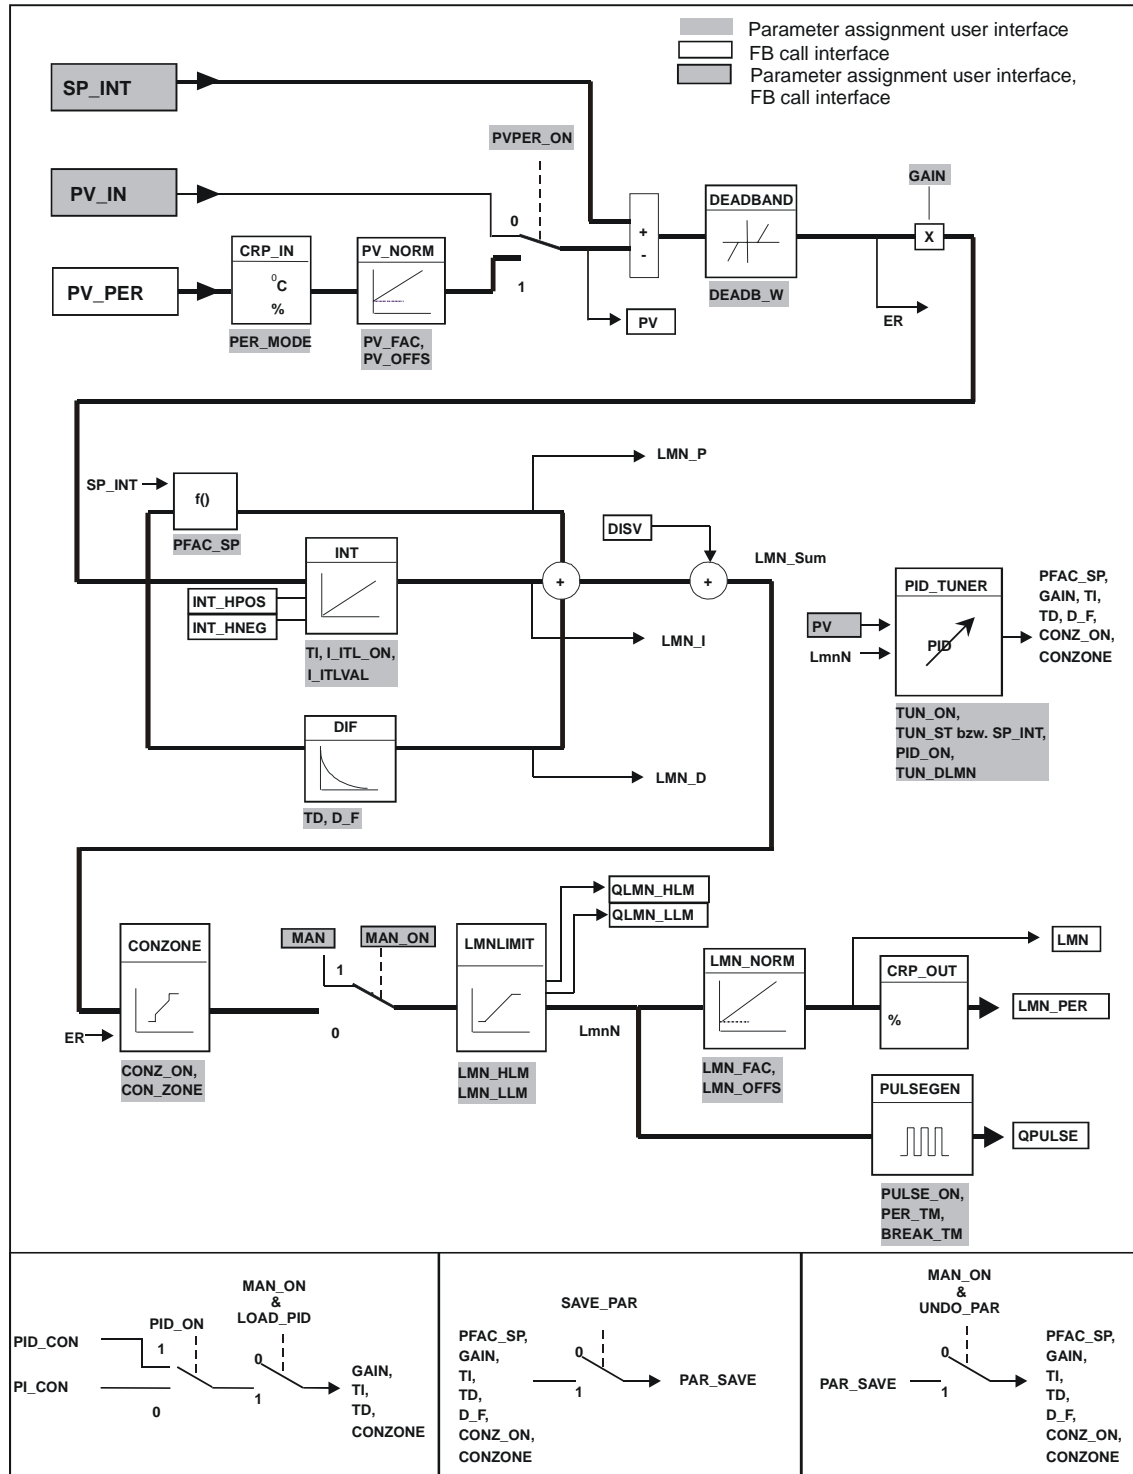 Parameter assignment user interface
FB call interface
Parameter assignment user interface,
FB call interface
SP_INT
PVPER_ON
PV_IN
GAIN
DEADBAND
0
+
-
X
CRP_IN
PV_NORM
0
C
%
PV_PER
1
DEADB_W
PV
ER
PER_MODE
PV_FAC,
PV_OFFS
LMN_P
SP_INT
f()
PFAC_SP
DISV
INT
LMN_Sum
+
+
INT_HPOS
INT_HNEG
LMN_I
TI, I_ITL_ON,
I_ITLVAL
PID_TUNER
PV
LmnN
PID
PFAC_SP,
GAIN, TI,
TD, D_F,
CONZ_ON,
CONZONE
TUN_ON,
TUN_ST bzw. SP_INT,
PID_ON,
TUN_DLMN
DIF
LMN_D
TD, D_F
QLMN_HLM
QLMN_LLM
CONZONE
MAN
MAN_ON
LMNLIMIT
LMN_NORM
CRP_OUT
LMN
1
%
LMN_PER
ER
0
LmnN
CONZ_ON,
CON_ZONE
LMN_HLM
LMN_LLM
LMN_FAC,
LMN_OFFS
PULSEGEN
QPULSE
PULSE_ON,
PER_TM,
BREAK_TM
MAN_ON
&
LOAD_PID
PID_ON
PID_CON
1
0
PI_CON
0
1
GAIN,
TI,
TD,
CONZONE
SAVE_PAR
PFAC_SP,
GAIN,
TI,
TD,
D_F,
CONZ_ON,
CONZONE
0
1
PAR_SAVE
MAN_ON
&
UNDO_PAR
0
PAR_SAVE
1
PFAC_SP,
GAIN,
TI,
TD,
D_F,
CONZ_ON,
CONZONE